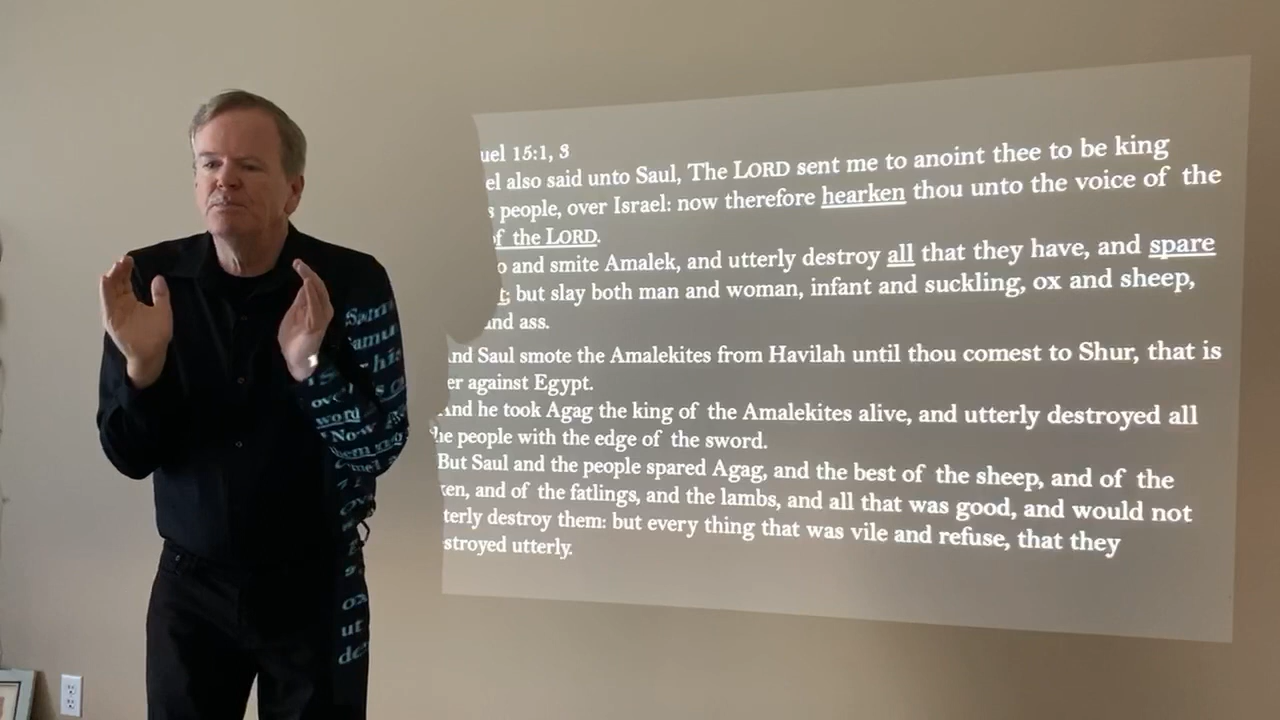 uel 15:1, 3
el also said unto Saul, The LORD sent me to anoint thee to be king
s people, over Israel: now therefore hearken thou unto the voice of the
of the LORD.
o and smite Amalek, and utterly destroy all that they have, and spare
t; but slay both man and woman, infant and suckling, ox and sheep,
and ass.
And Saul smote the Amalekites from Havilah until thou comest to Shur, that is
er against Egypt.
And he took Agag the king of the Amalekites alive, and utterly destroyed all
he people with the edge of the sword.
But Saul and the people spared Agag, and the best of the sheep, and of the
xen, and of the fatlings, and the lambs, and all that was good, and would not
terly destroy them: but every thing that was vile and refuse, that they
stroyed utterly.